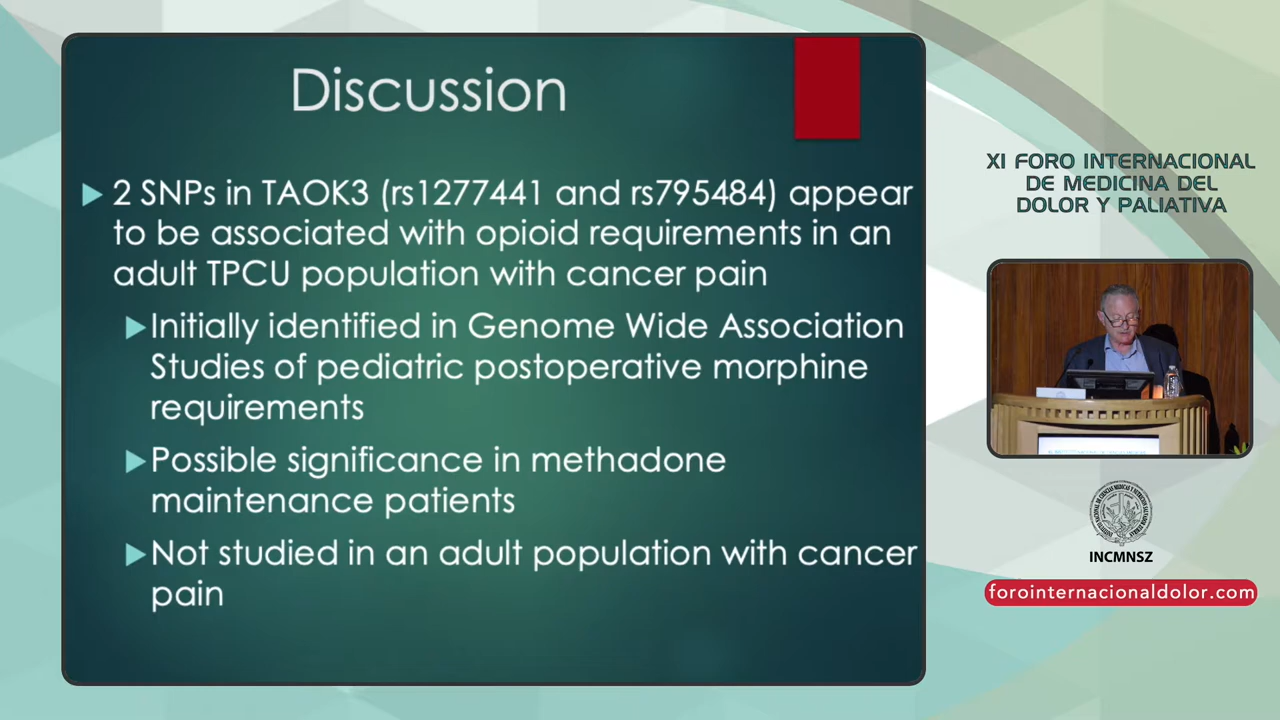 Discussion
2 SNPs in TAOK3 (rs1277441 and rs795484) appear
to be associated with opioid requirements in an
adult TPCU population with cancer pain
Initially identified in Genome Wide Association
Studies of pediatric postoperative morphine
requirements
Possible significance in methadone
maintenance patients
Not studied in an adult population with cancer
pain
XI FORO INTERNACIONAL
DE MEDICINA DEL
DOLOR Y PALIATIVA
INCMNSZ
forointernacionaldolor.com